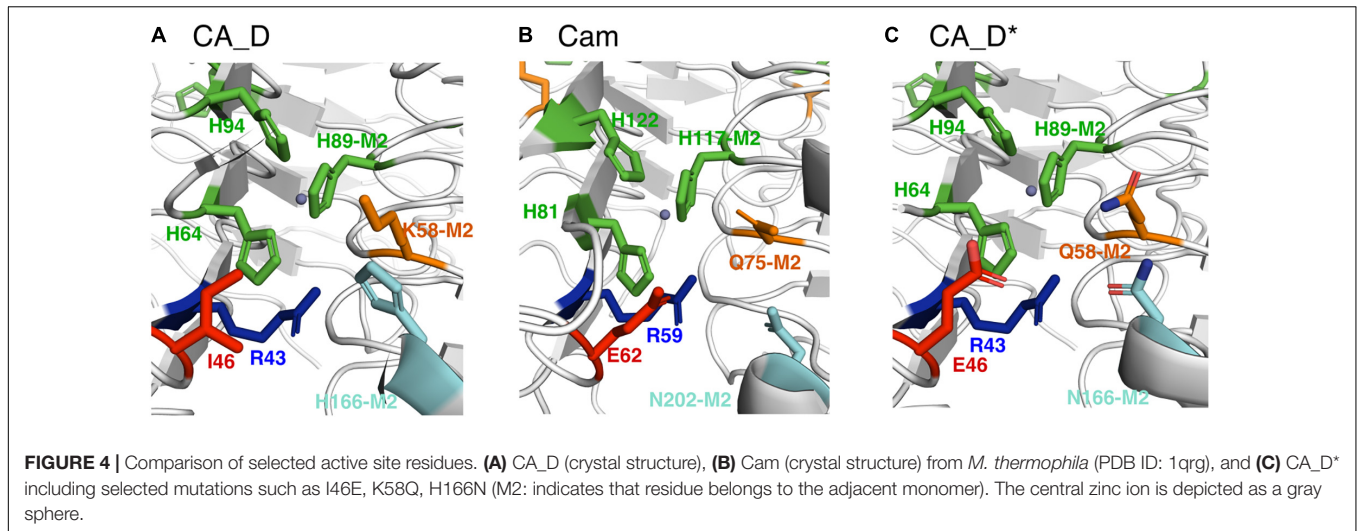 A CA_D
B Cam
C CA_D*
H94
H89-M2
H64
K58-M2
I46
R43
H166-M2
H122
H117-M2
H81
Q75-M2
R59
E62
N202-M2
H94
H89-M2
H64
Q58-M2
R43
E46
N166-M2
FIGURE 4 | Comparison of selected active site residues. (A) CA_D (crystal structure), (B) Cam (crystal structure) from M. thermophila (PDB ID: 1qrg), and (C) CA_D*
including selected mutations such as I46E, K58Q, H166N (M2: indicates that residue belongs to the adjacent monomer). The central zinc ion is depicted as a gray
sphere.